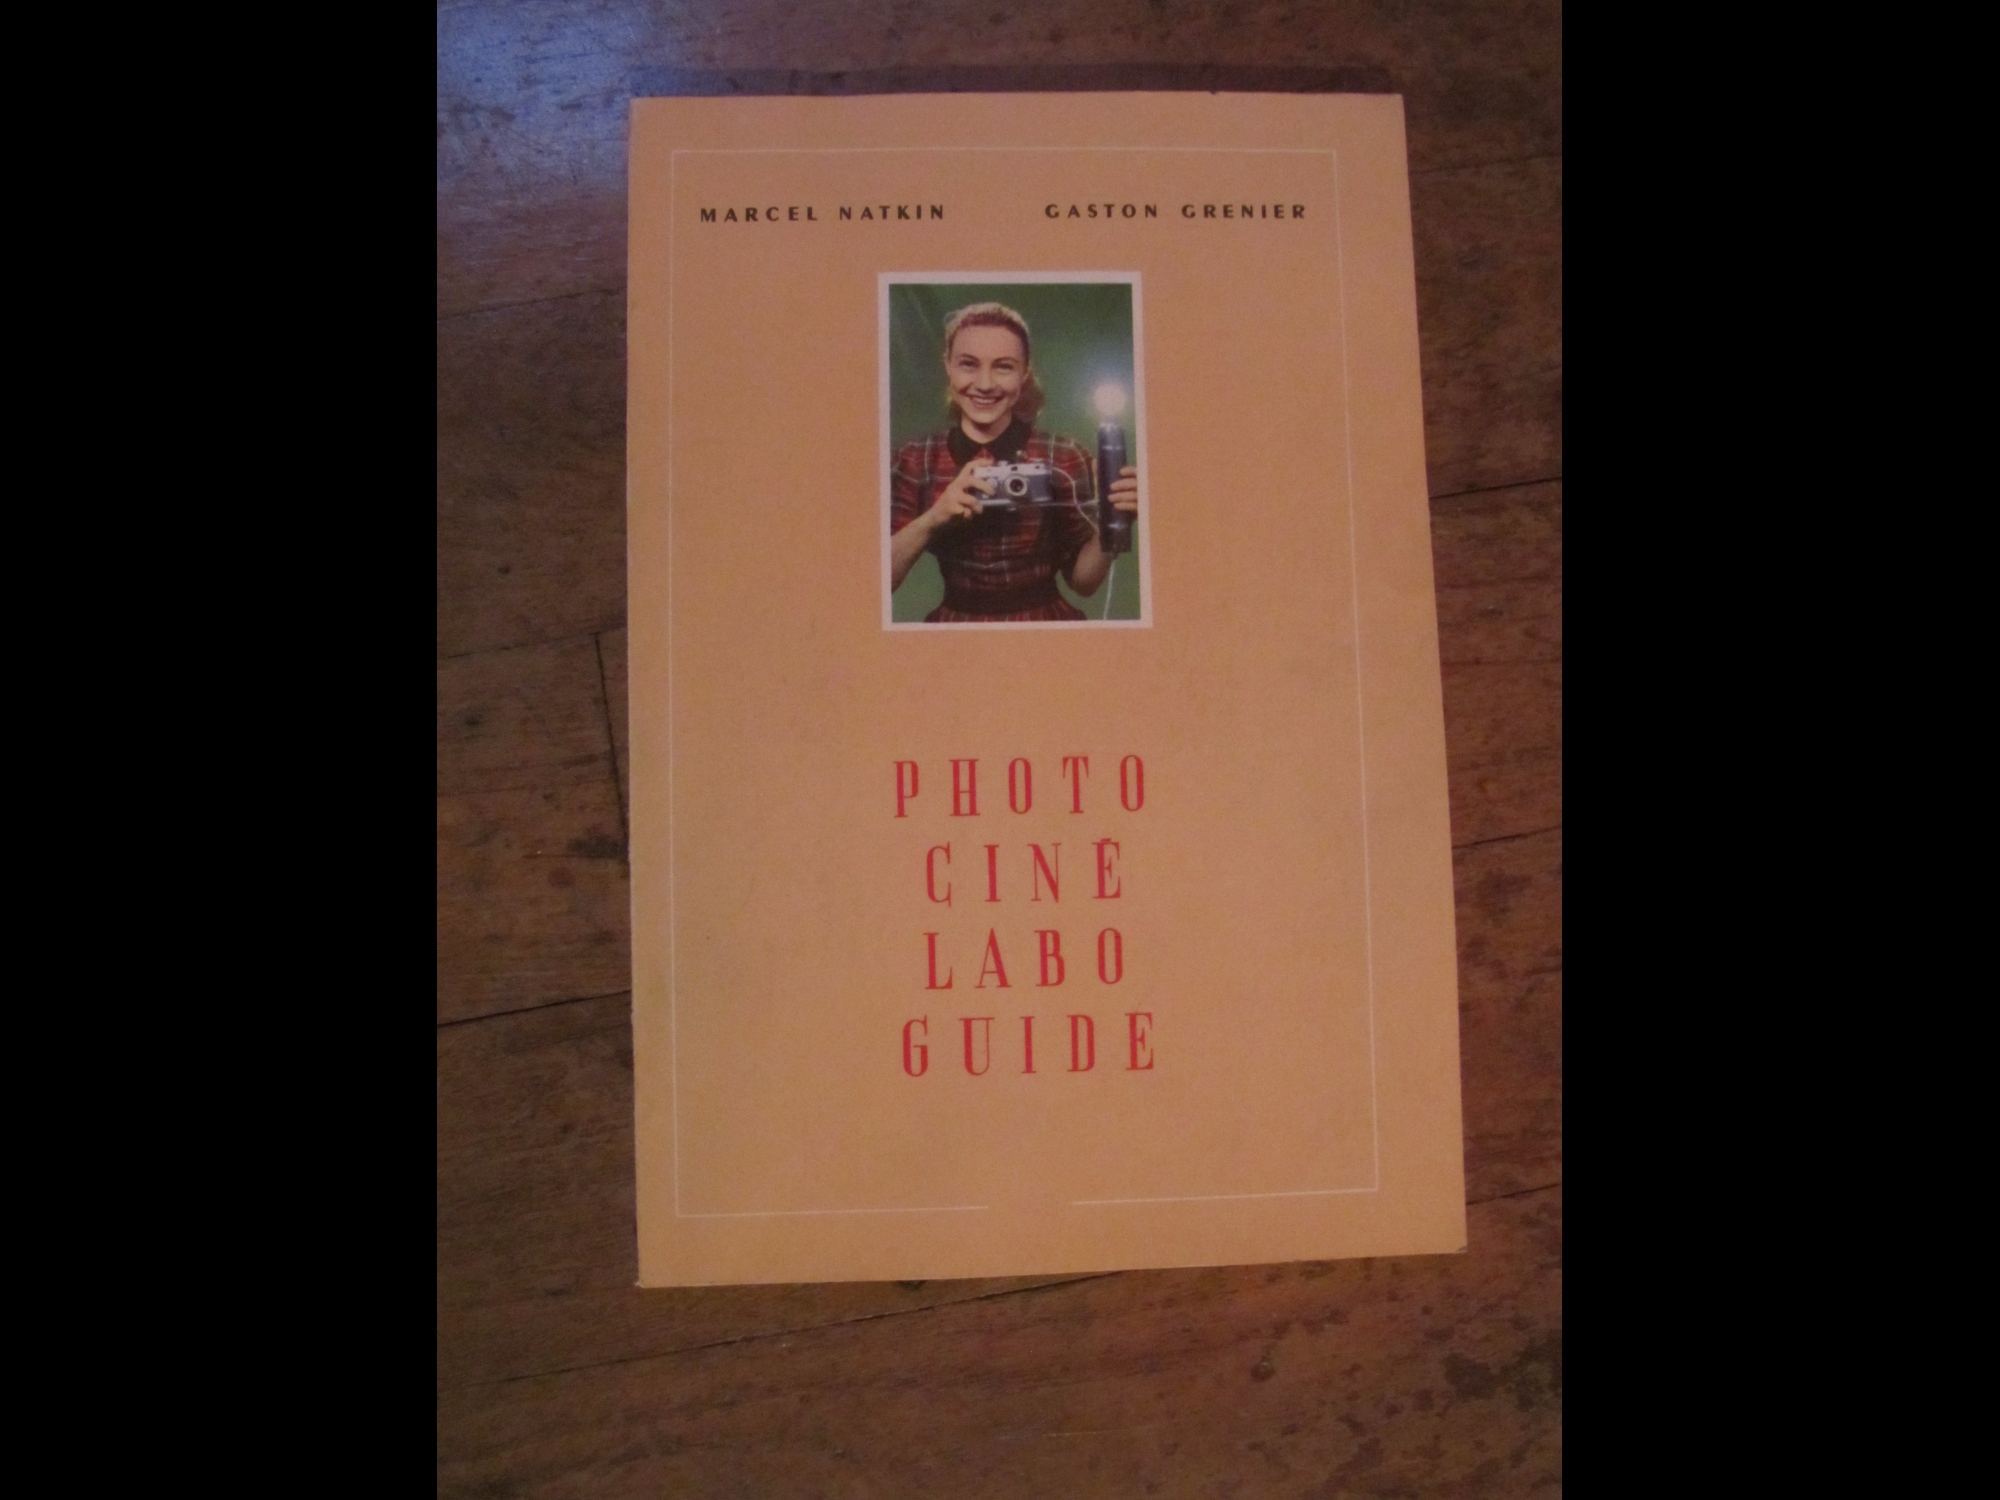 MARCEL NATKIN GASTON GRENIER
PHOTO
CINÉ
LABO
GUIDE